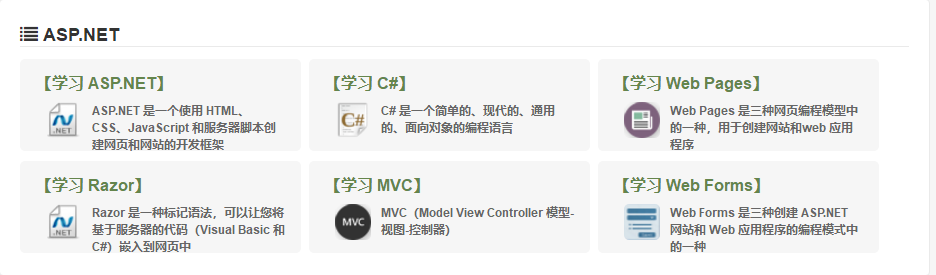 ASP.NET
【学习 ASP.NET】
ASP.NET 是一个使用 HTML、
CSS、JavaScript 和服务器脚本创
建网页和网站的开发框架
.NET
【学习 C#】
C# 是一个简单的、现代的、通用
的、面向对象的编程语言
C#
【学习 Web Pages】
Web Pages 是三种网页编程模型中
的一种，用于创建网站和web 应用
程序
【学习 Razor】
Razor 是一种标记语法，可以让您将
基于服务器的代码（Visual Basic 和
C#）嵌入到网页中
.NET
【学习 MVC】
MVC（Model View Controller 模型-
视图-控制器）
MVC
【学习 Web Forms】
Web Forms 是三种创建 ASP.NET
网站和 Web 应用程序的编程模式中
的一种